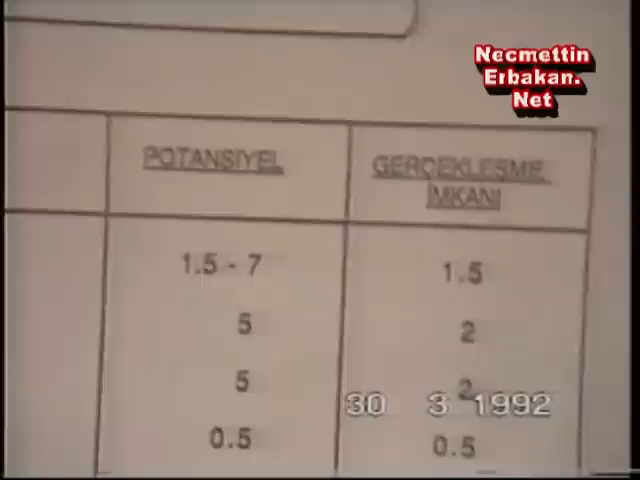 Necmettin
Erbakan.
Net
POTANSİYEL
GERÇEKLEŞME
İMKANI
1.5 - 7
1.5
5
2
5
2
30 3 1992
0.5
0.5